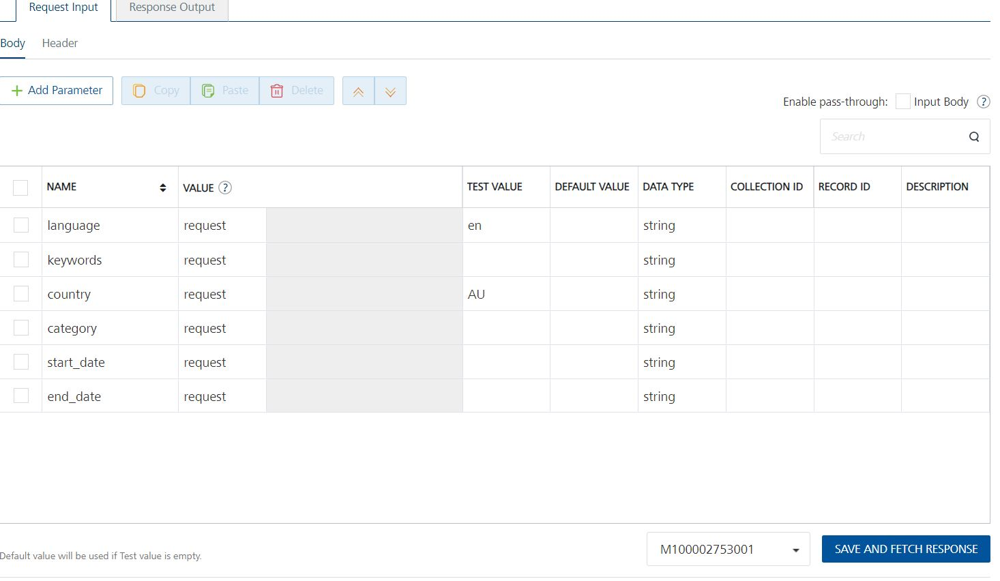 Request Input Response Output
Body Header
Add Parameter Copy Paste Delete
Enable pass-through: Input Body ?
Search
NAME VALUE ? TEST VALUE DEFAULT VALUE DATA TYPE COLLECTION ID RECORD ID DESCRIPTION
language request en string
keywords request string
country request AU string
category request string
start_date request string
end_date request string
Default value will be used if Test value is empty. M100002753001 SAVE AND FETCH RESPONSE